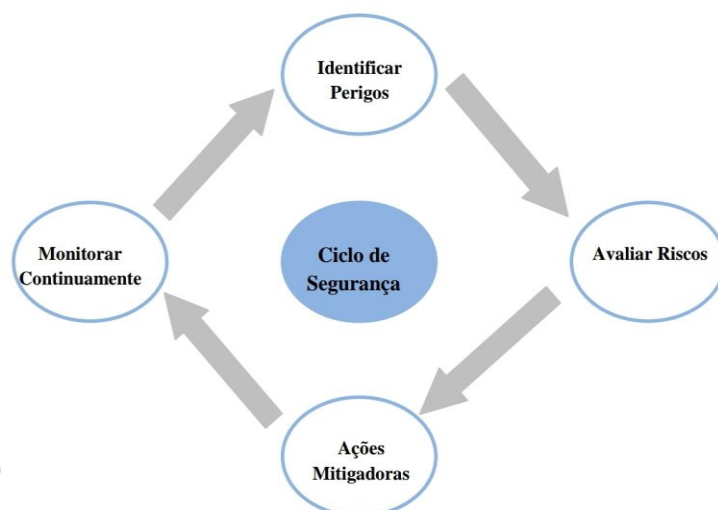 Identificar
Perigos
Avaliar Riscos
Ciclo de
Segurança
Monitorar
Continuamente
Ações
Mitigadoras